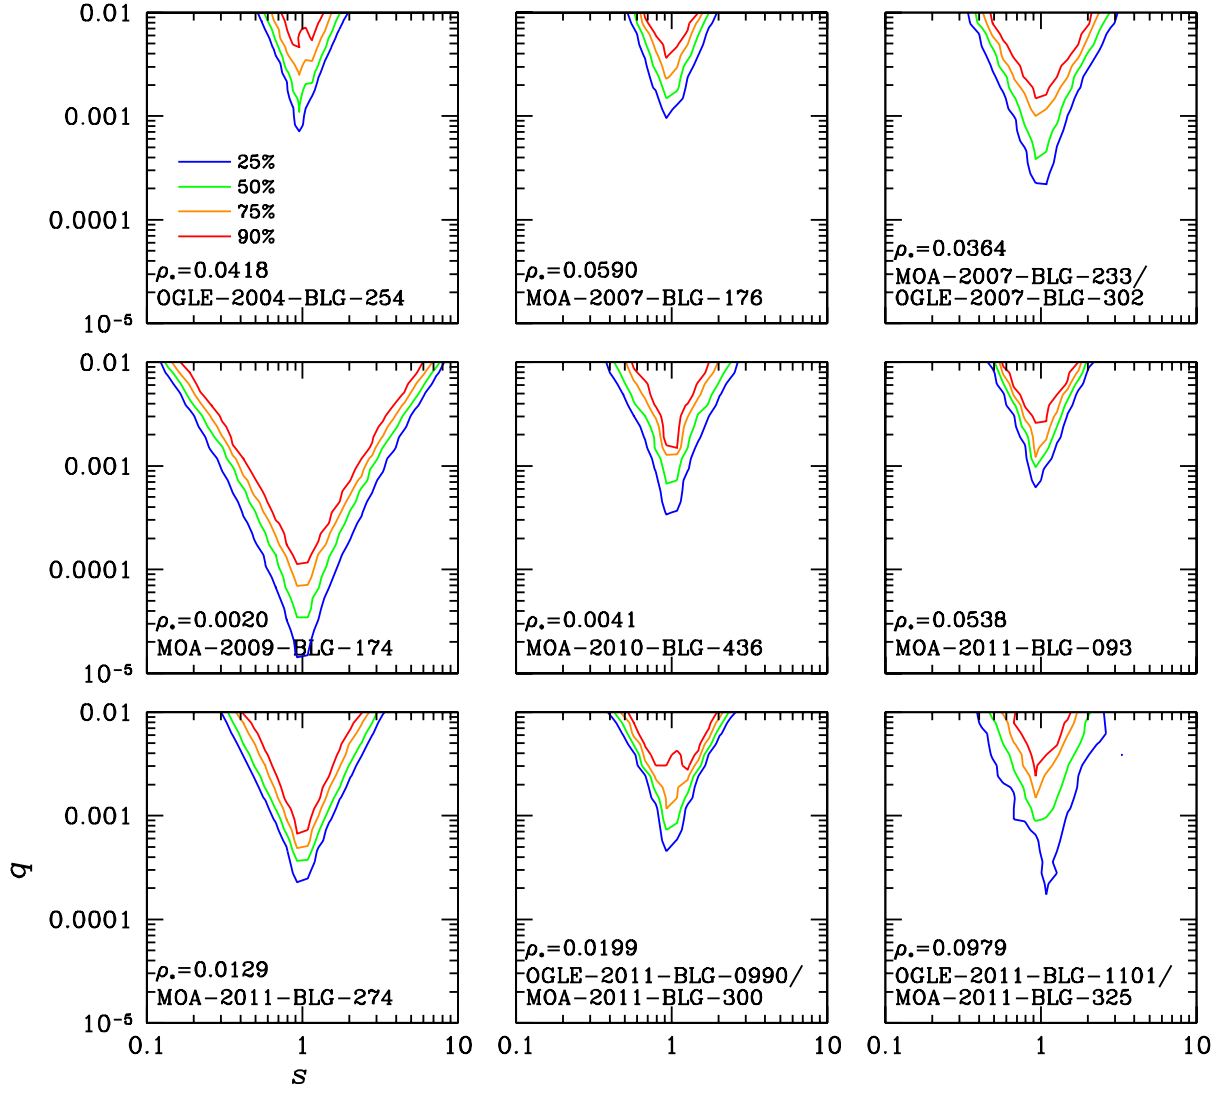 0.01
0.001
0.0001
10⁻⁵
25%
50%
75%
90%
ρ*=0.0418
OGLE-2004-BLG-254
ρ*=0.0590
MOA-2007-BLG-176
ρ*=0.0364
MOA-2007-BLG-233/
OGLE-2007-BLG-302
0.01
0.001
0.0001
10⁻⁵
ρ*=0.0020
MOA-2009-BLG-174
ρ*=0.0041
MOA-2010-BLG-436
ρ*=0.0538
MOA-2011-BLG-093
0.01
0.001
0.0001
10⁻⁵
q
ρ*=0.0129
MOA-2011-BLG-274
ρ*=0.0199
OGLE-2011-BLG-0990/
MOA-2011-BLG-300
ρ*=0.0979
OGLE-2011-BLG-1101/
MOA-2011-BLG-325
0.1 1 10 0.1 1 10 0.1 1 10
s